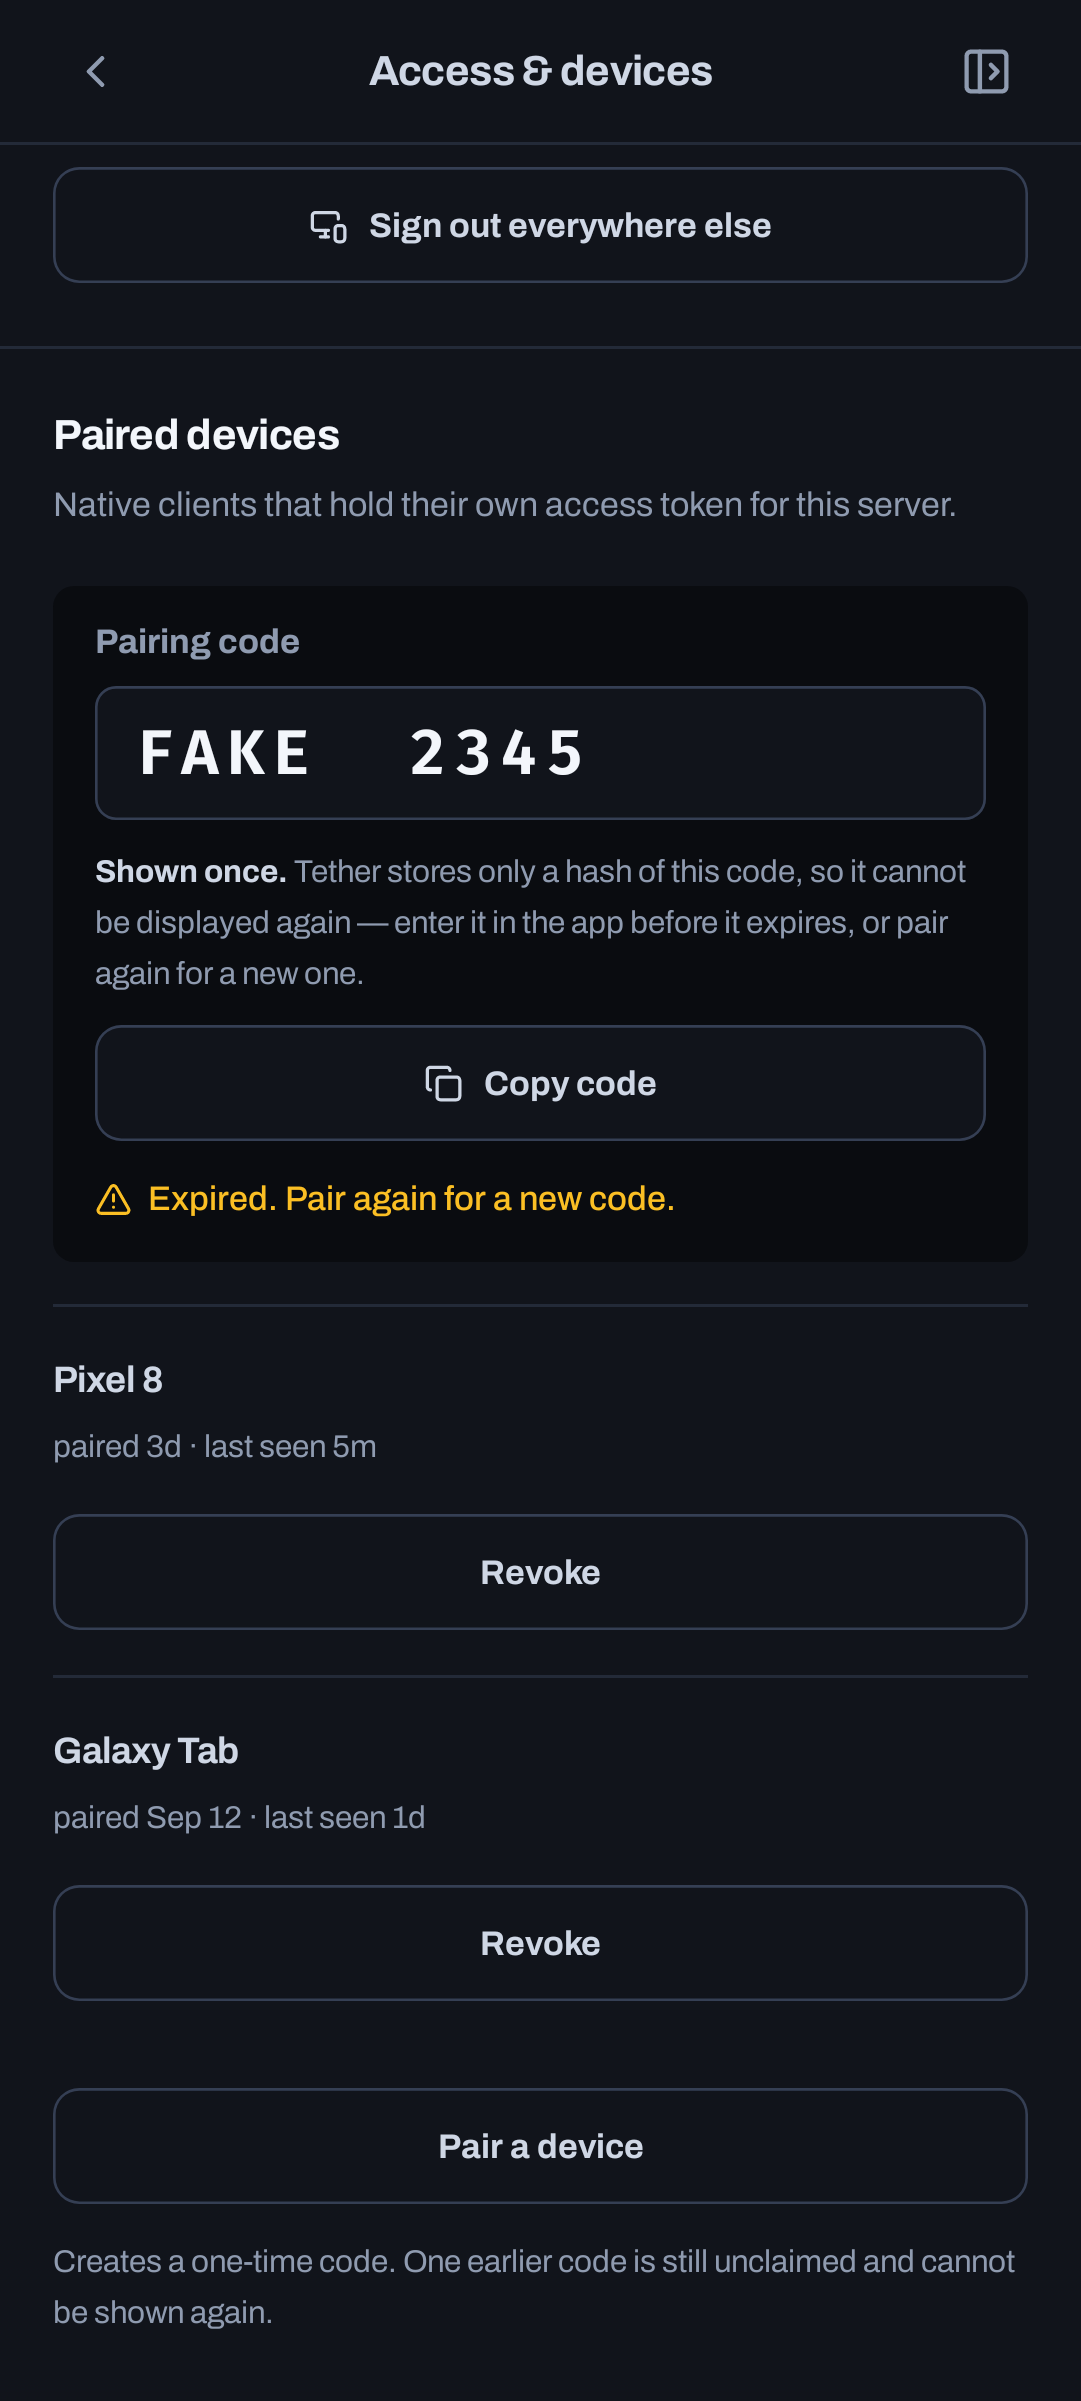 Access & devices
Sign out everywhere else
Paired devices
Native clients that hold their own access token for this server.
Pairing code
FAKE 2345
Shown once. Tether stores only a hash of this code, so it cannot
be displayed again — enter it in the app before it expires, or pair
again for a new one.
Copy code
Expired. Pair again for a new code.
Pixel 8
paired 3d · last seen 5m
Revoke
Galaxy Tab
paired Sep 12 · last seen 1d
Revoke
Pair a device
Creates a one-time code. One earlier code is still unclaimed and cannot
be shown again.